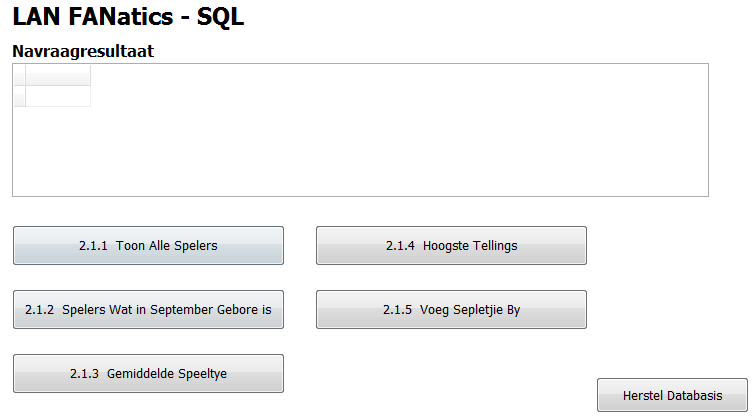 LAN FANatics - SQL
Navraagresultaat
2.1.1 Toon Alle Spelers
2.1.4 Hoogste Tellings
2.1.2 Spelers Wat in September Gebore is
2.1.5 Voeg Sepletjie By
2.1.3 Gemiddelde Speeltye
Herstel Databasis